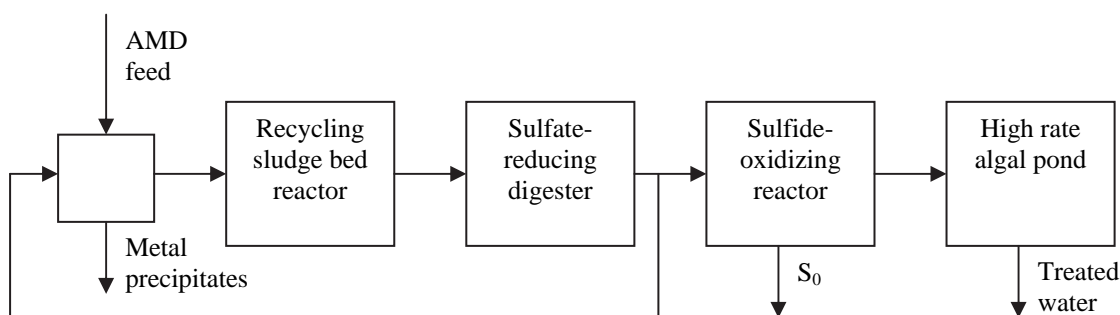 AMD
feed
Recycling
sludge bed
reactor
Sulfate-
reducing
digester
Sulfide-
oxidizing
reactor
High rate
algal pond
Metal
precipitates
S0
Treated
water